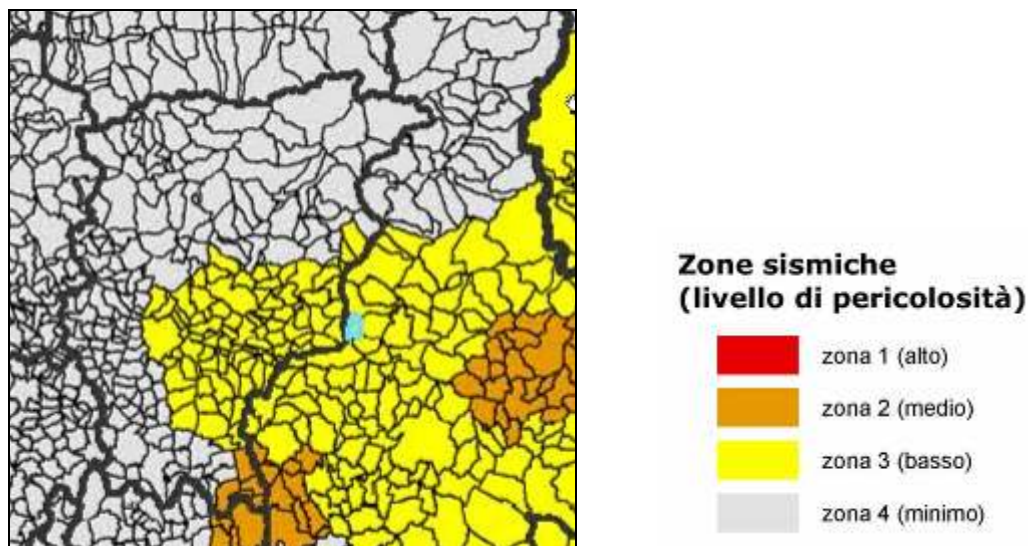 Zone sismiche
(livello di pericolosità)
zona 1 (alto)
zona 2 (medio)
zona 3 (basso)
zona 4 (minimo)